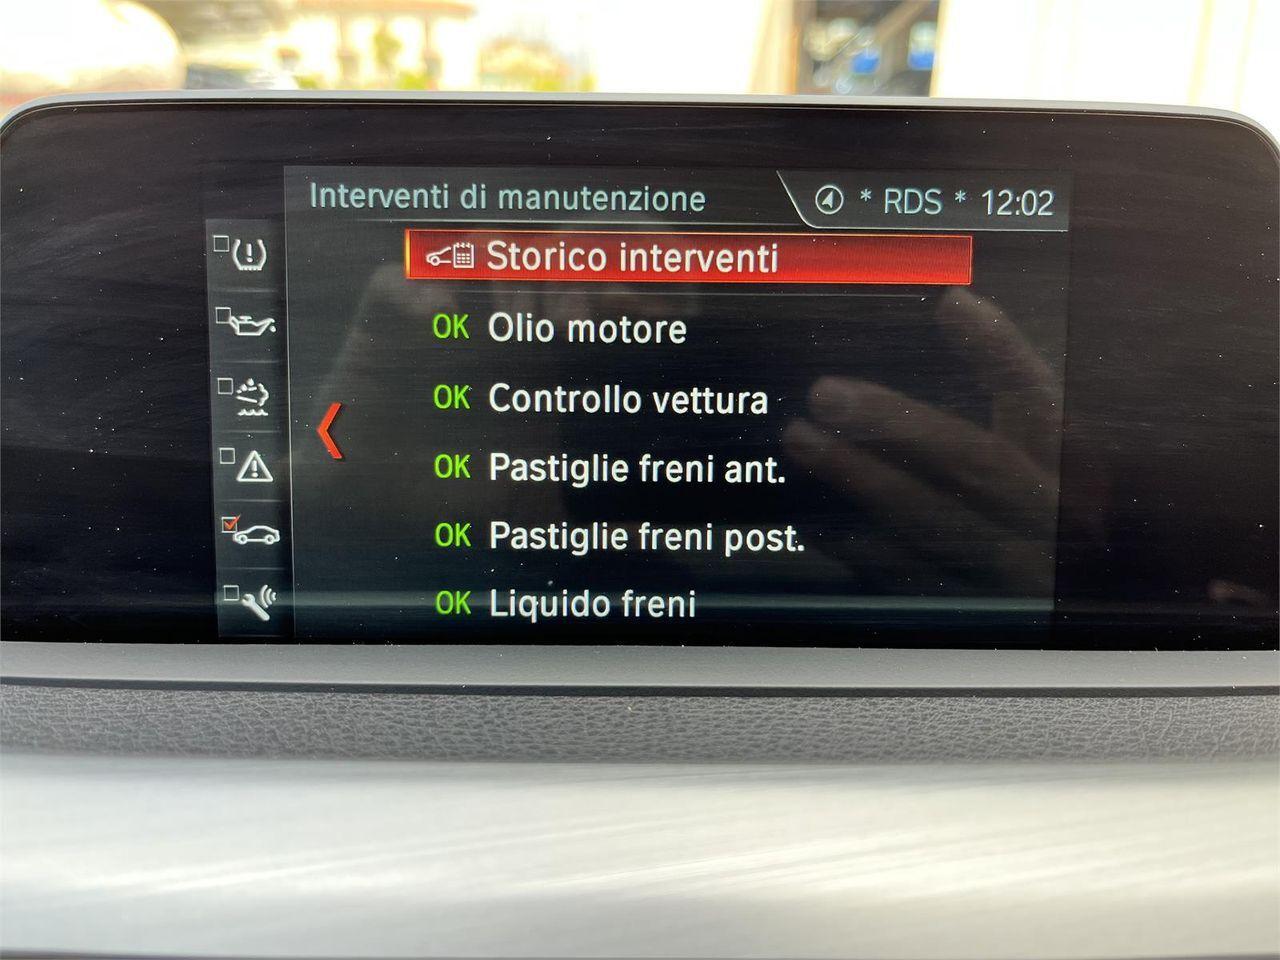 Interventi di manutenzione
* RDS * 12:02
Storico interventi
OK Olio motore
OK Controllo vettura
OK Pastiglie freni ant.
OK Pastiglie freni post.
OK Liquido freni